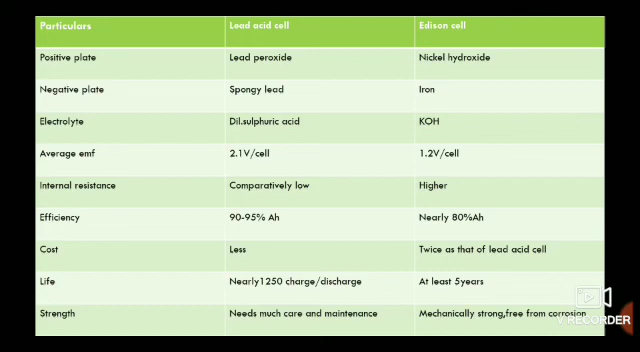 Particulars Lead acid cell Edison cell
Positive plate Lead peroxide Nickel hydroxide
Negative plate Spongy lead Iron
Electrolyte Dil.sulphuric acid KOH
Average emf 2.1V/cell 1.2V/cell
Internal resistance Comparatively low Higher
Efficiency 90-95% Ah Nearly 80%Ah
Cost Less Twice as that of lead acid cell
Life Nearly1250 charge/discharge At least 5years
Strength Needs much care and maintenance Mechanically strong,free from corrosion
V RECORDER